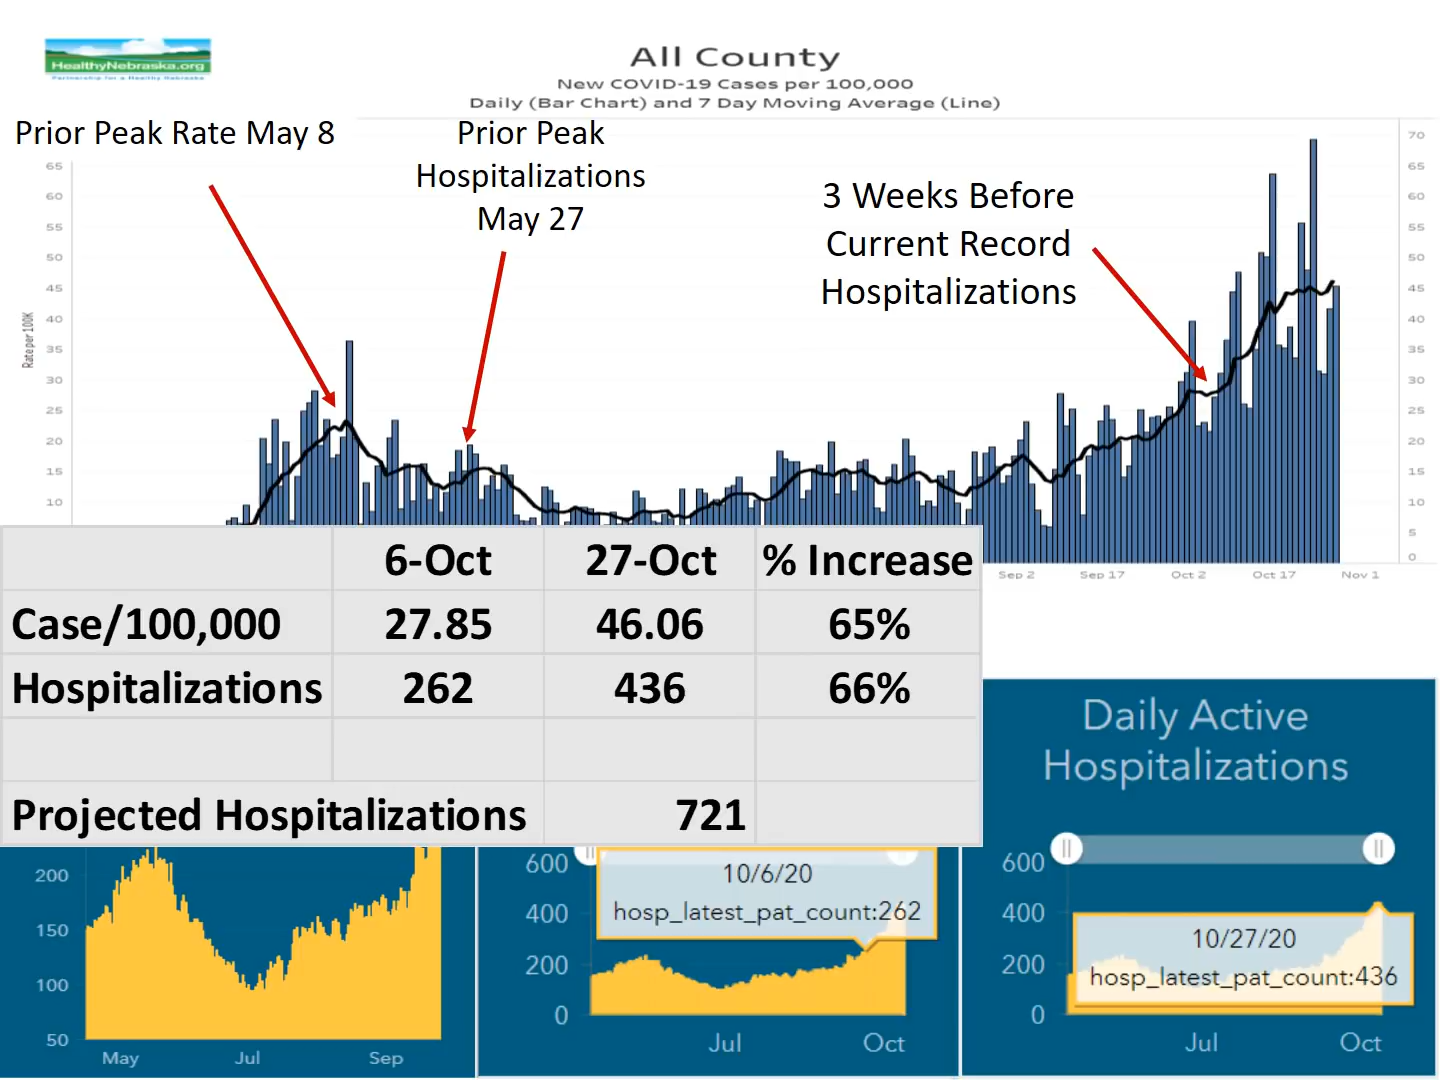 HealthyNebraska.org
Partnership for a Healthy Nebraska
All County
New COVID-19 Cases per 100,000
Daily (Bar Chart) and 7 Day Moving Average (Line)
Prior Peak Rate May 8
Prior Peak
Hospitalizations
May 27
3 Weeks Before
Current Record
Hospitalizations
Rate per 100K
65
60
55
50
45
40
35
30
25
20
15
10
70
65
60
55
50
45
40
35
30
25
20
15
10
5
0
Sep 2 Sep 17 Oct 2 Oct 17 Nov 1
6-Oct 27-Oct % Increase
Case/100,000 27.85 46.06 65%
Hospitalizations 262 436 66%
Projected Hospitalizations 721
200
150
100
50
May Jul Sep
600
400
200
0
10/6/20
hosp_latest_pat_count:262
Jul Oct
Daily Active
Hospitalizations
600
400
200
0
10/27/20
hosp_latest_pat_count:436
Jul Oct